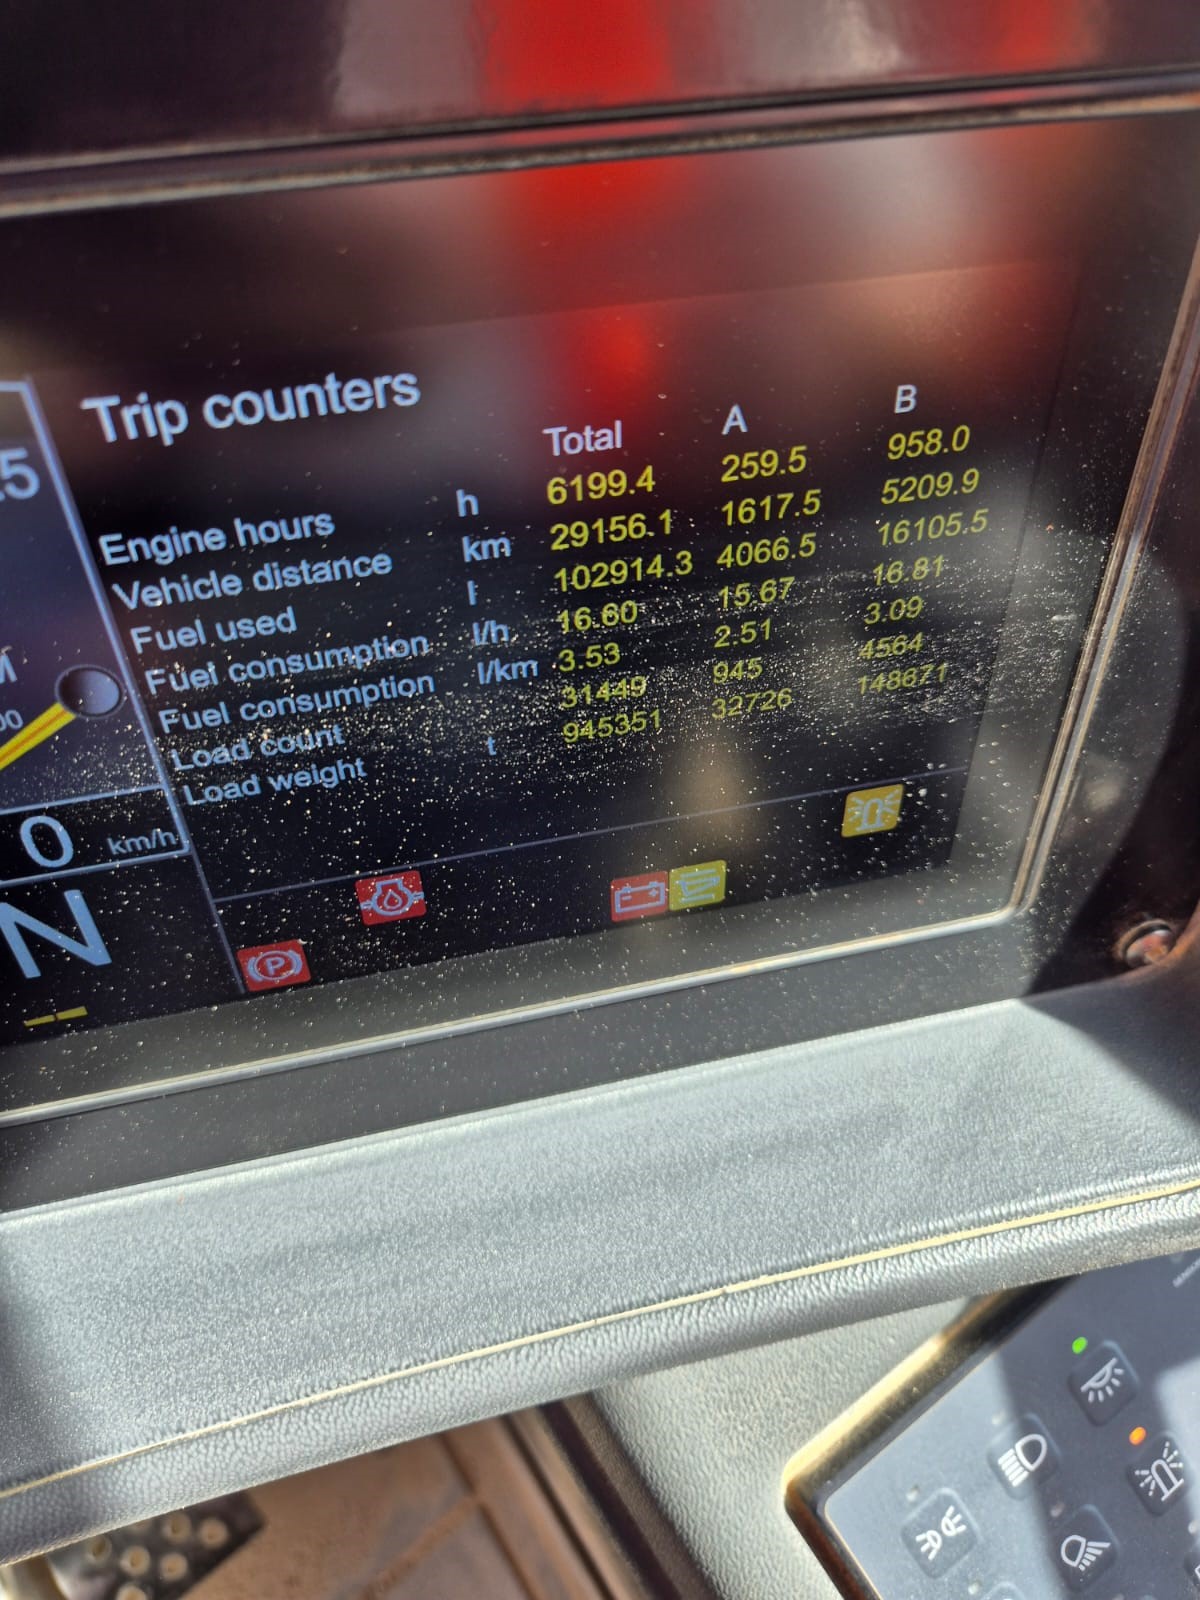 Trip counters
Total A B
Engine hours h 6199.4 259.5 958.0
Vehicle distance km 29156.1 1617.5 5209.9
Fuel used l 102914.3 4066.5 16105.5
Fuel consumption l/h 16.60 15.67 16.81
Fuel consumption l/km 3.53 2.51 3.09
Load count 31449 945 4564
Load weight t 945351 32726 148671
.5
0 km/h
N
P